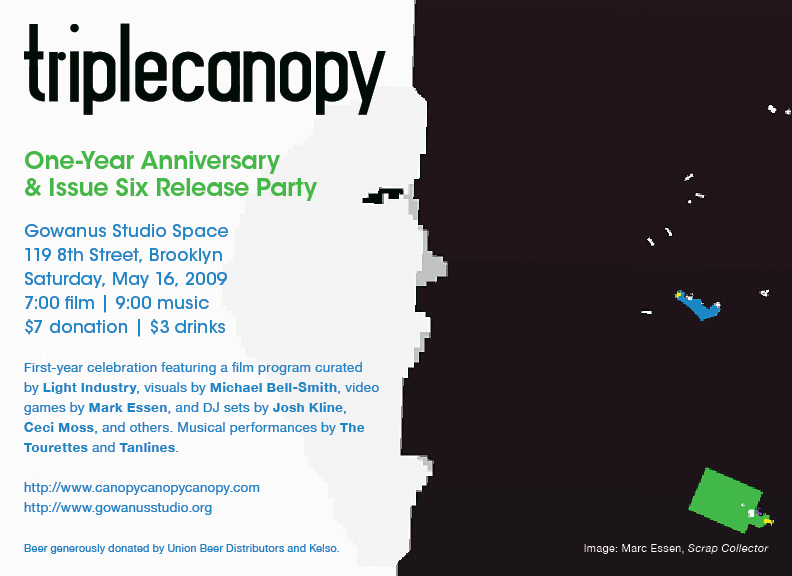 triplecanopy
One-Year Anniversary
& Issue Six Release Party
Gowanus Studio Space
119 8th Street, Brooklyn
Saturday, May 16, 2009
7:00 film | 9:00 music
$7 donation | $3 drinks
First-year celebration featuring a film program curated
by Light Industry, visuals by Michael Bell-Smith, video
games by Mark Essen, and DJ sets by Josh Kline,
Ceci Moss, and others. Musical performances by The
Tourettes and Tanlines.
http://www.canopycanopycanopy.com
http://www.gowanusstudio.org
Beer generously donated by Union Beer Distributors and Kelso.
Image: Marc Essen, Scrap Collector